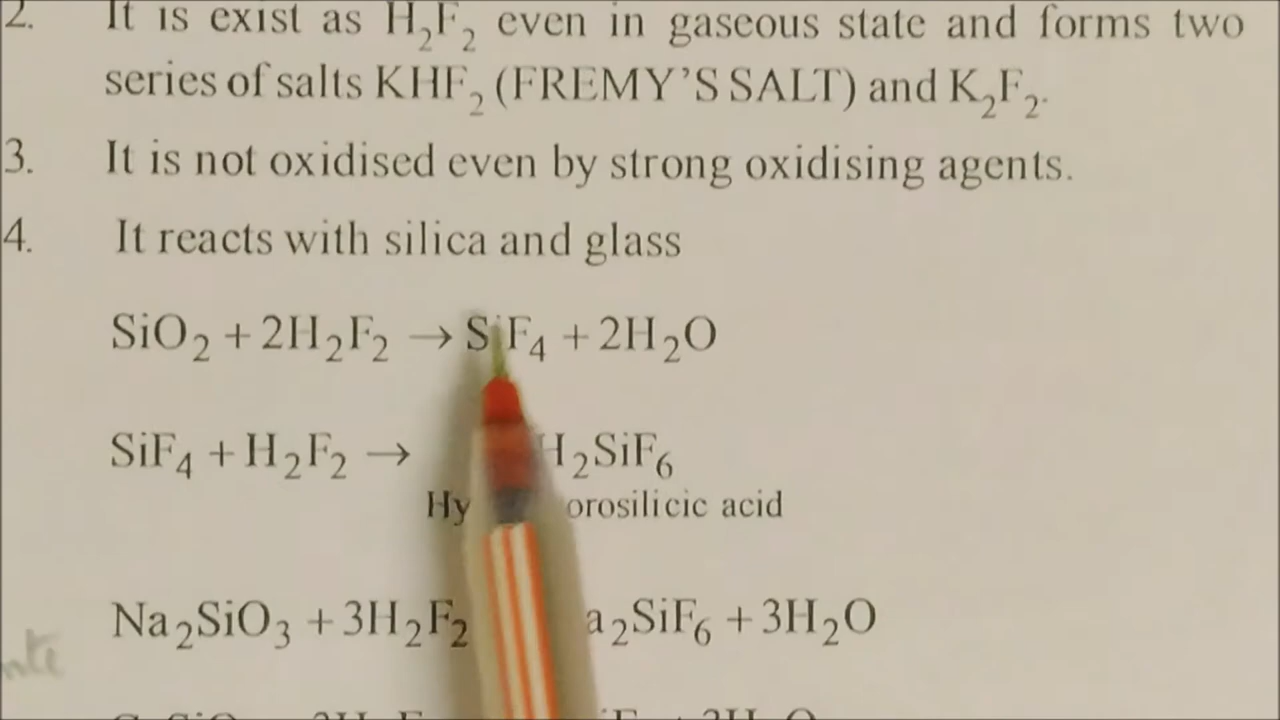 2. It is exist as H₂F₂ even in gaseous state and forms two
series of salts KHF₂ (FREMY'S SALT) and K₂F₂.
3. It is not oxidised even by strong oxidising agents.
4. It reacts with silica and glass
SiO₂ + 2H₂F₂ → SiF₄ + 2H₂O
SiF₄ + H₂F₂ → H₂SiF₆
Hy orosilicic acid
Na₂SiO₃ + 3H₂F₂ a₂SiF₆ + 3H₂O